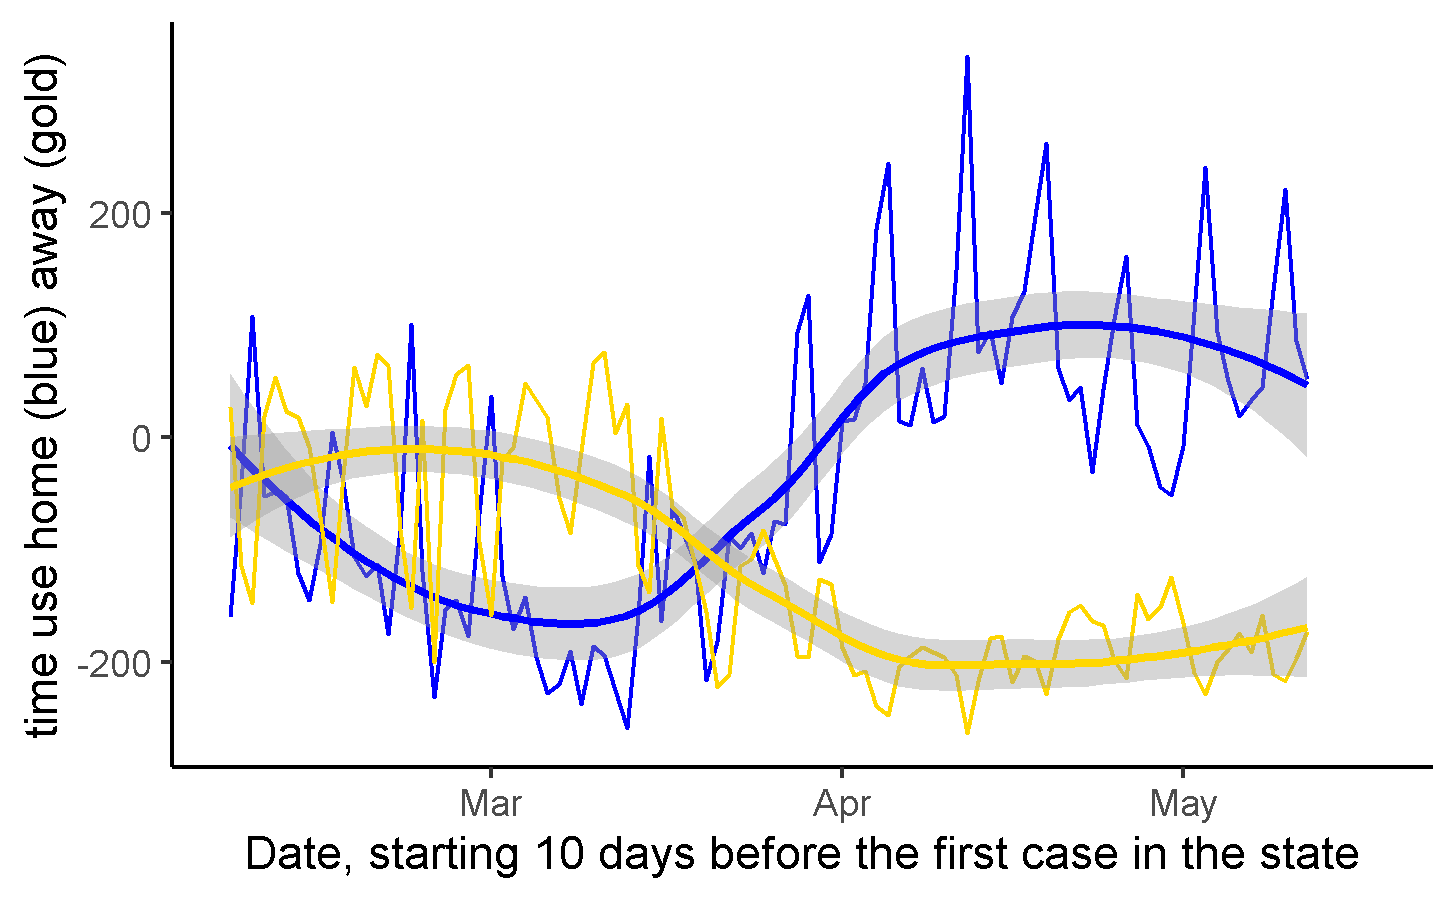 time use home (blue) away (gold)
200
0
-200
Mar Apr May
Date, starting 10 days before the first case in the state